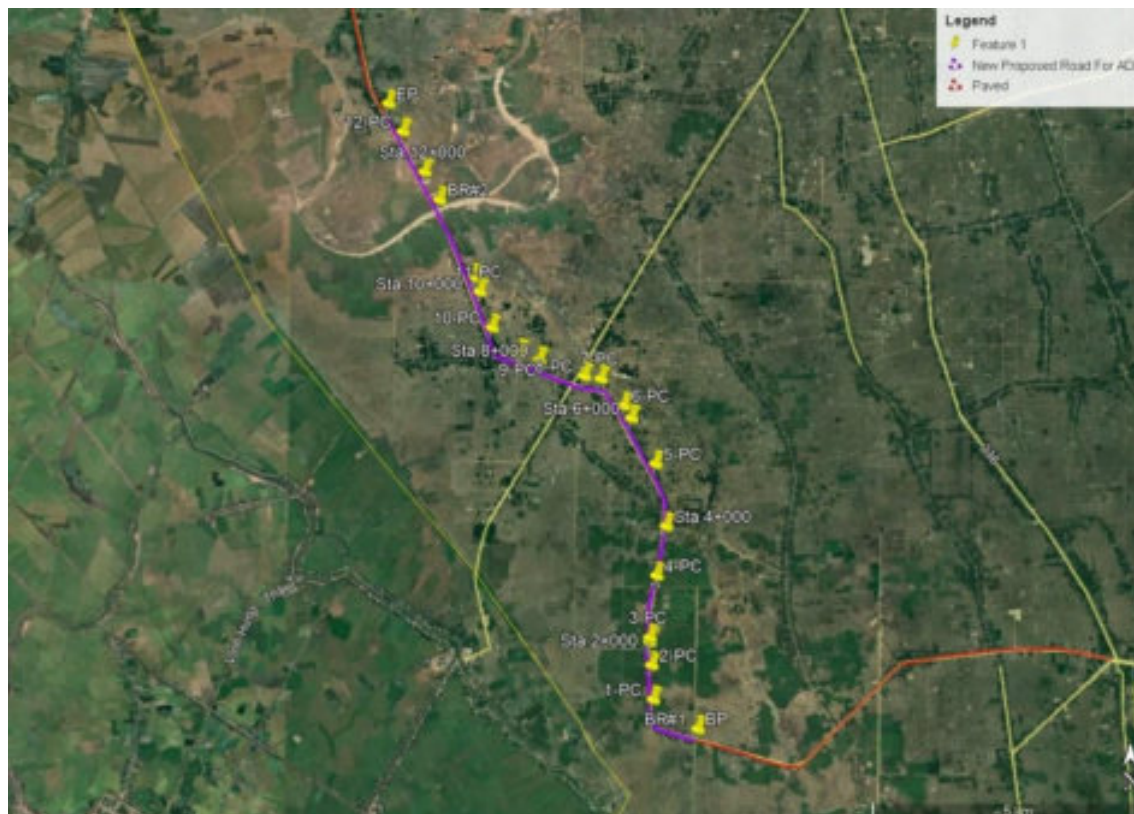 Legend
Feature 1
New Proposed Road For AD
Paved
EP
12-PC
Sta 12+000
BR#2
Sta 10+000
10-PC
Sta 8+000
9-PC
7-PC
6-PC
Sta 6+000
5-PC
Sta 4+000
4-PC
3-PC
Sta 2+000
2-PC
1-PC
BR#1
BP